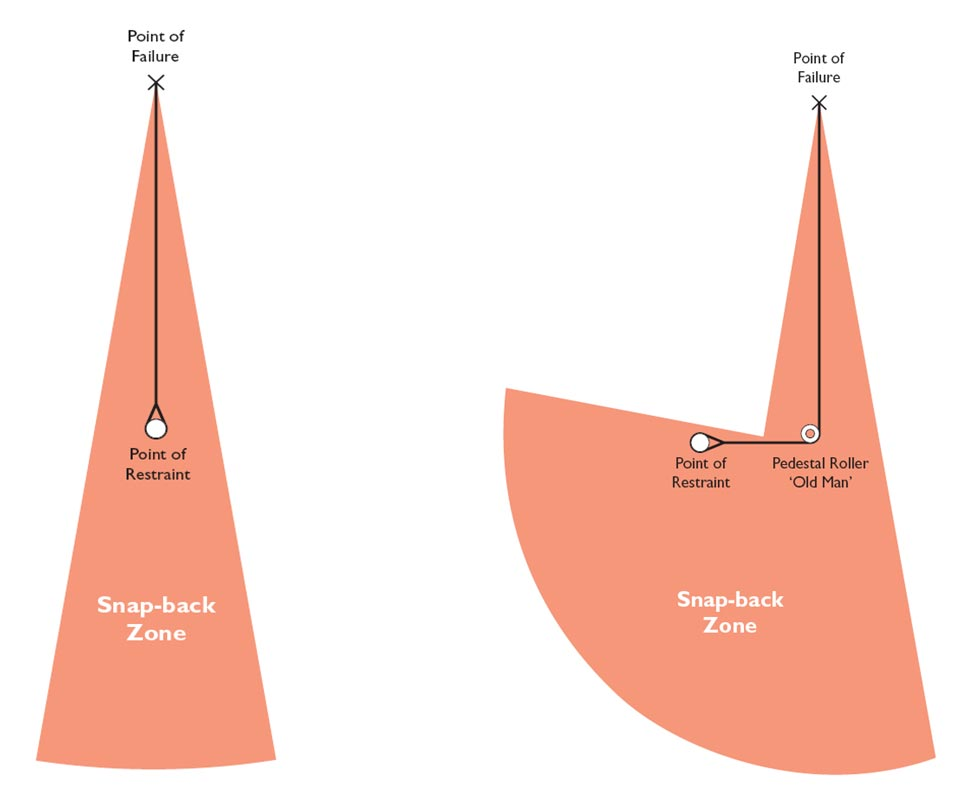 Point of
Failure
Point of
Restraint
Snap-back
Zone
Point of
Failure
Point of
Restraint
Pedestal Roller
‘Old Man’
Snap-back
Zone